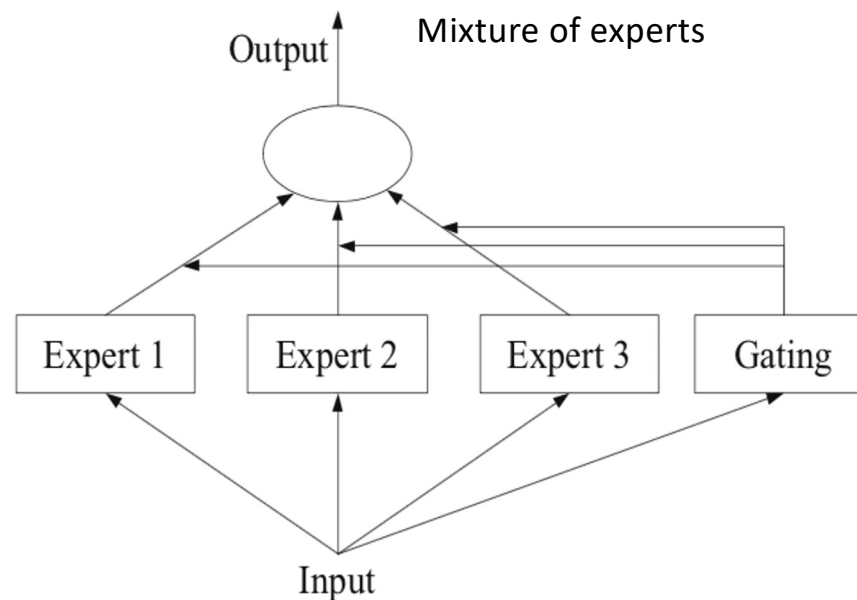 Mixture of experts
Output
Expert 1
Expert 2
Expert 3
Gating
Input